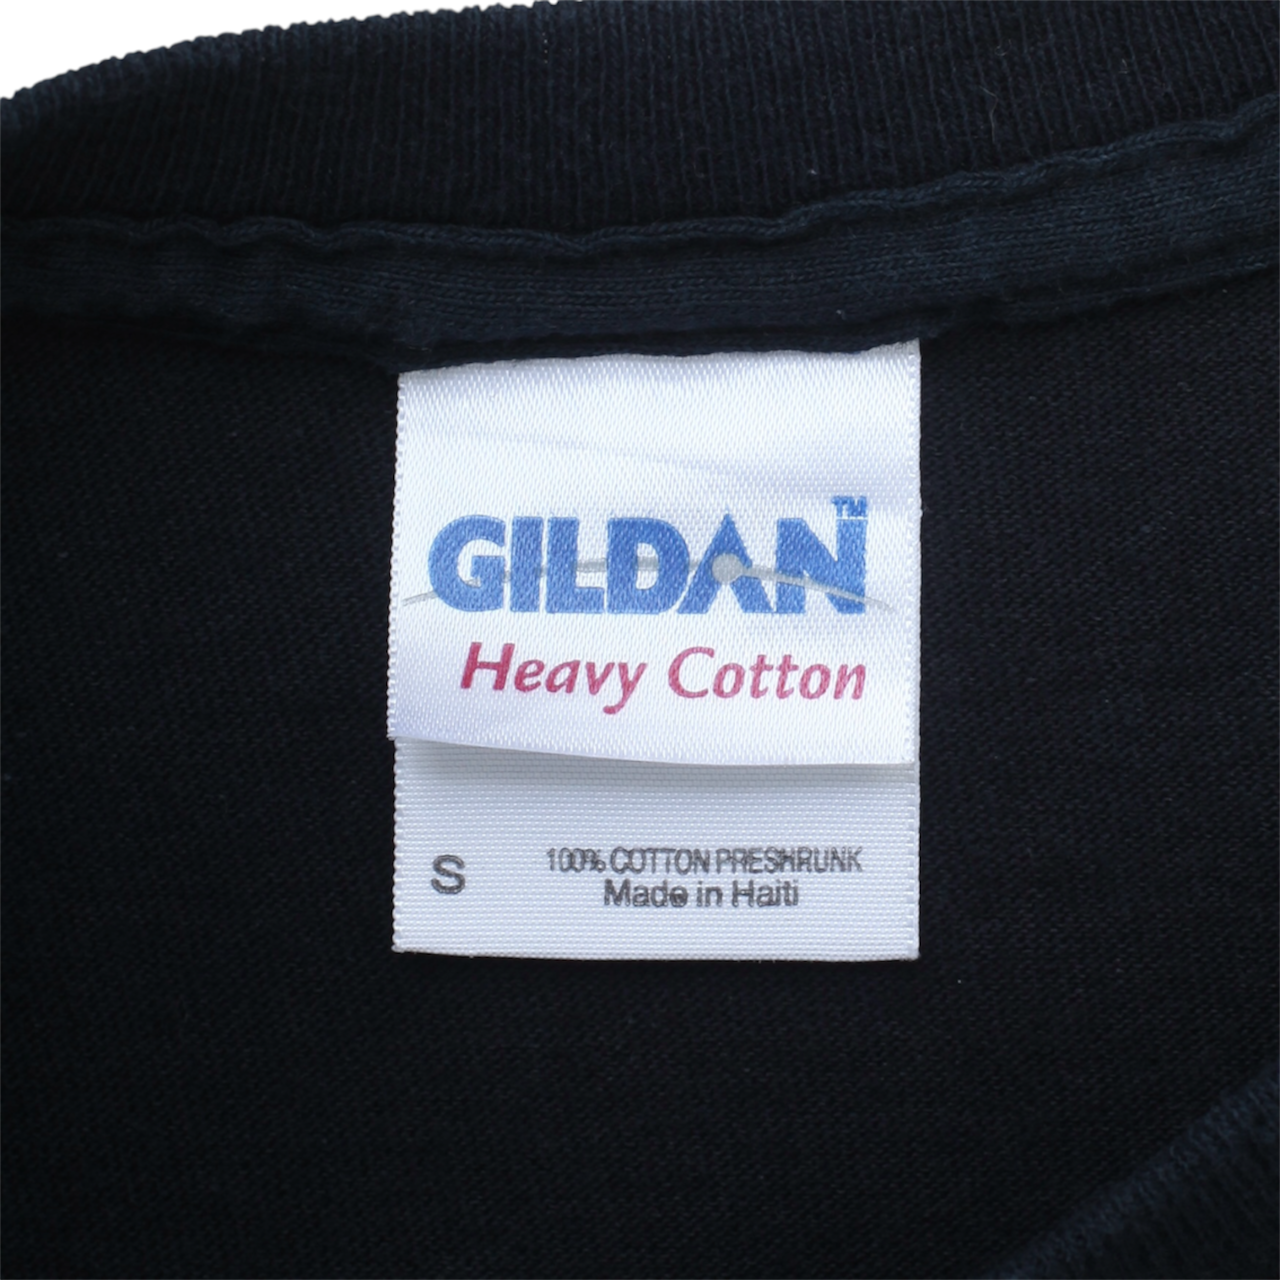 GILDAN™
Heavy Cotton
S
100% COTTON PRESHRUNK
Made in Haiti